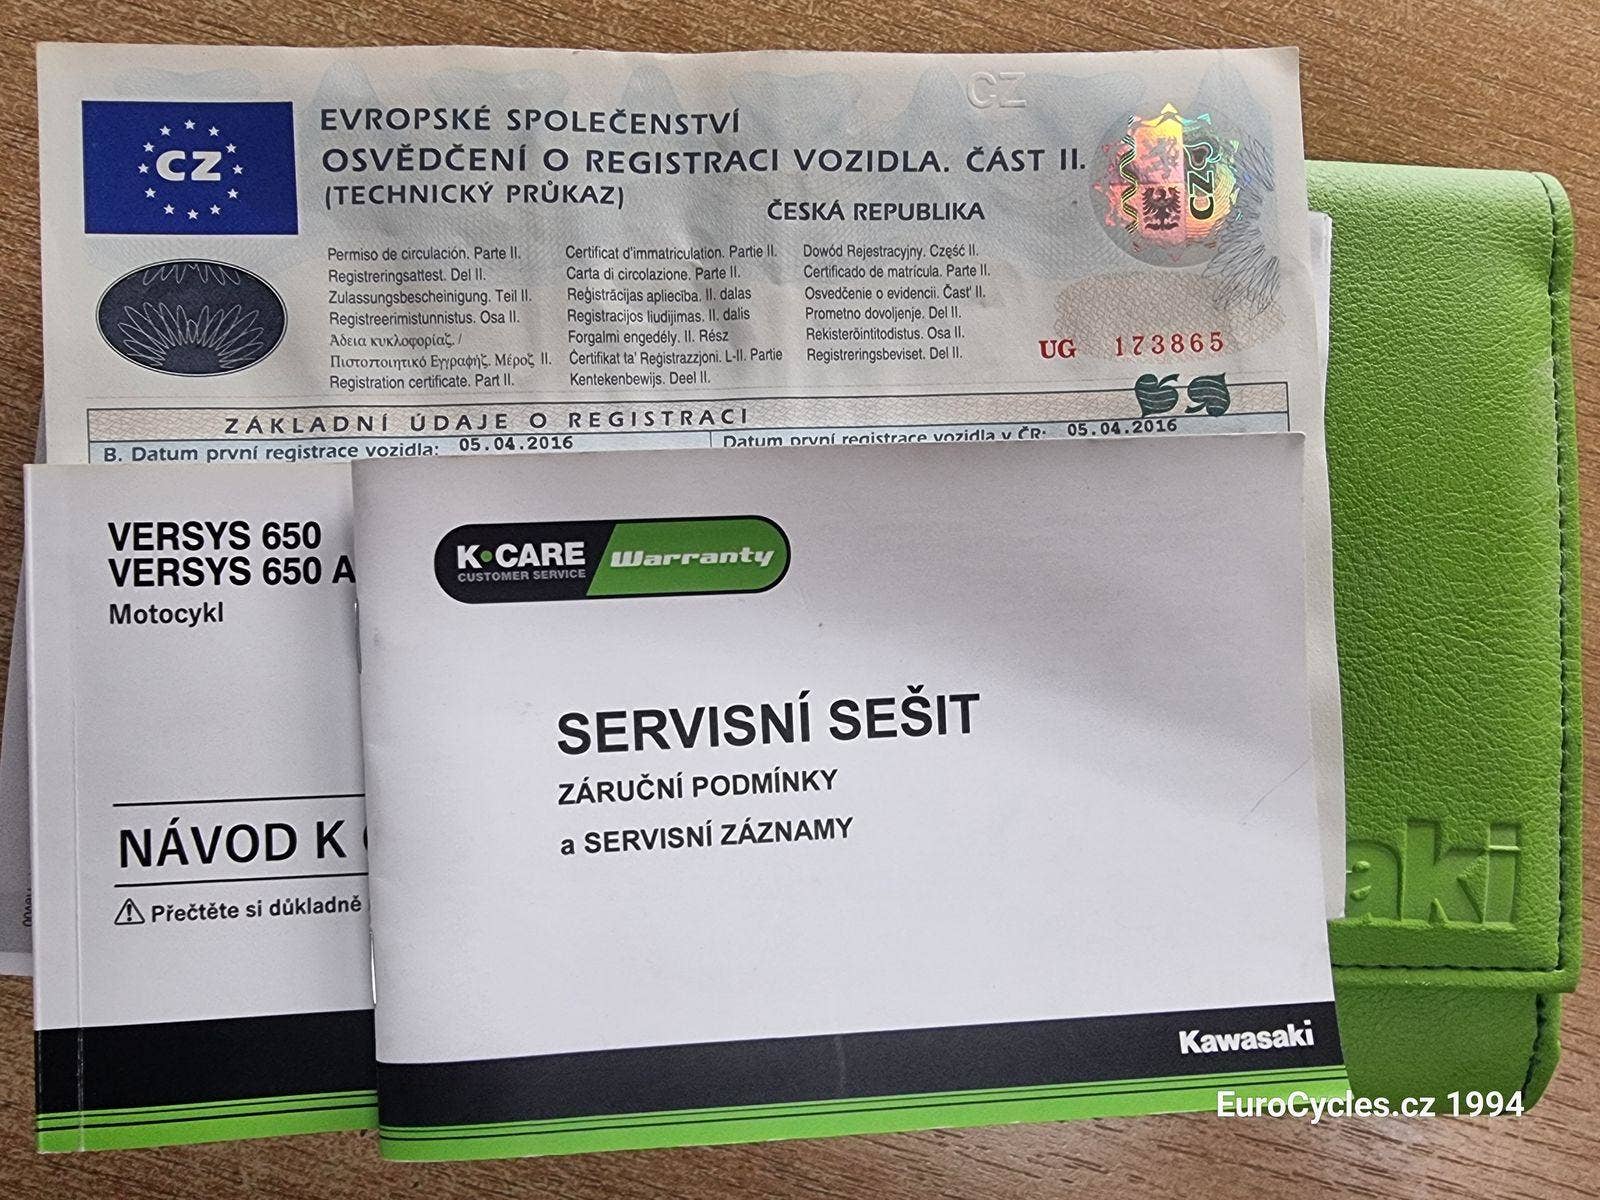 CZ
CZ
EVROPSKÉ SPOLEČENSTVÍ
OSVĚDČENÍ O REGISTRACI VOZIDLA. ČÁST II.
(TECHNICKÝ PRŮKAZ)
ČESKÁ REPUBLIKA
CZ
Permiso de circulación. Parte II.
Registreringsattest. Del II.
Zulassungsbescheinigung. Teil II.
Registreerimistunnistus. Osa II.
Άδεια κυκλοφορίας. /
Πιστοποιητικό Εγγραφής. Μέρος II.
Registration certificate. Part II.
Certificat d'immatriculation. Partie II.
Carta di circolazione. Parte II.
Reģistrācijas apliecība. II. dalas
Registracijos liudijimas. II. dalis
Forgalmi engedély. II. Rész
Ċertifikat ta' Reġistrazzjoni. L-II. Partie
Kentekenbewijs. Deel II.
Dowód Rejestracyjny. Część II.
Certificado de matrícula. Parte II.
Osvedčenie o evidencii. Časť II.
Prometno dovoljenje. Del II.
Rekisteröintitodistus. Osa II.
Registreringsbeviset. Del II.
UG 173865
ZÁKLADNÍ ÚDAJE O REGISTRACI
B. Datum první registrace vozidla: 05.04.2016
Datum první registrace vozidla v ČR: 05.04.2016
VERSYS 650
VERSYS 650 A
Motocykl
NÁVOD K
Přečtěte si důkladně
K•CARE
CUSTOMER SERVICE
Warranty
SERVISNÍ SEŠIT
ZÁRUČNÍ PODMÍNKY
a SERVISNÍ ZÁZNAMY
Kawasaki
aki
EuroCycles.cz 1994